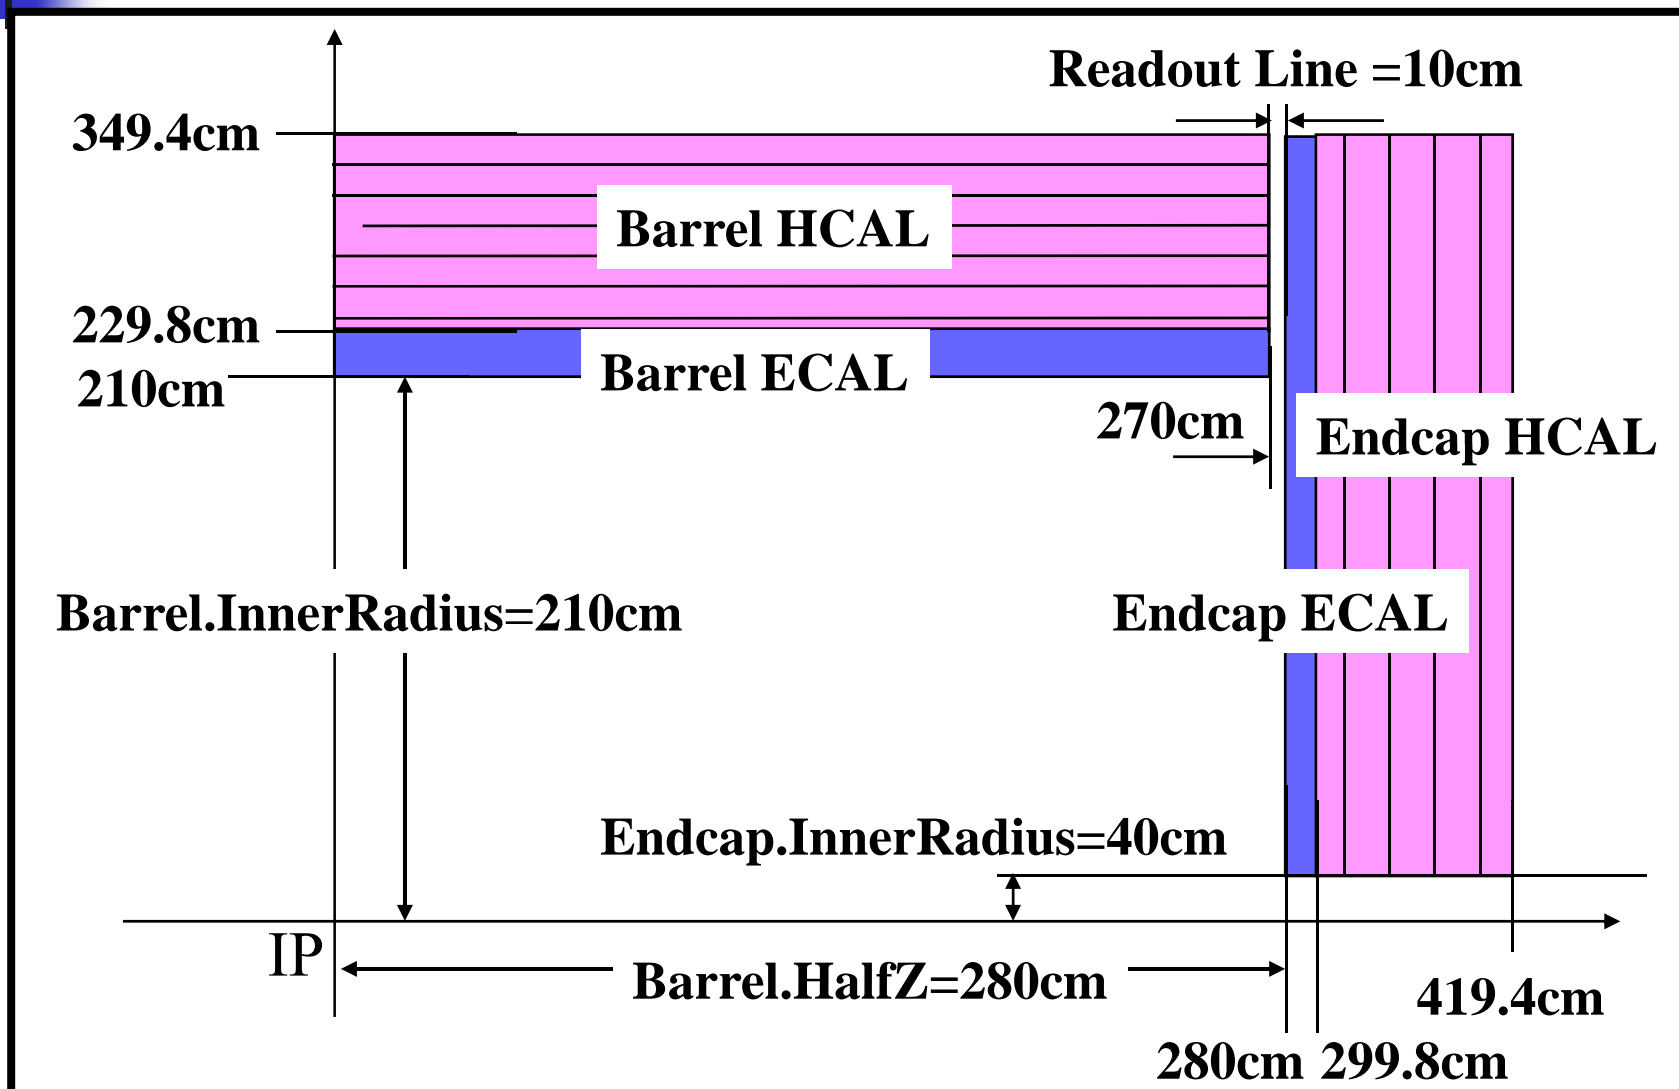 Readout Line =10cm
349.4cm
Barrel HCAL
229.8cm
Barrel ECAL
210cm
270cm
Endcap HCAL
Barrel.InnerRadius=210cm
Endcap ECAL
Endcap.InnerRadius=40cm
IP
Barrel.HalfZ=280cm
419.4cm
280cm 299.8cm